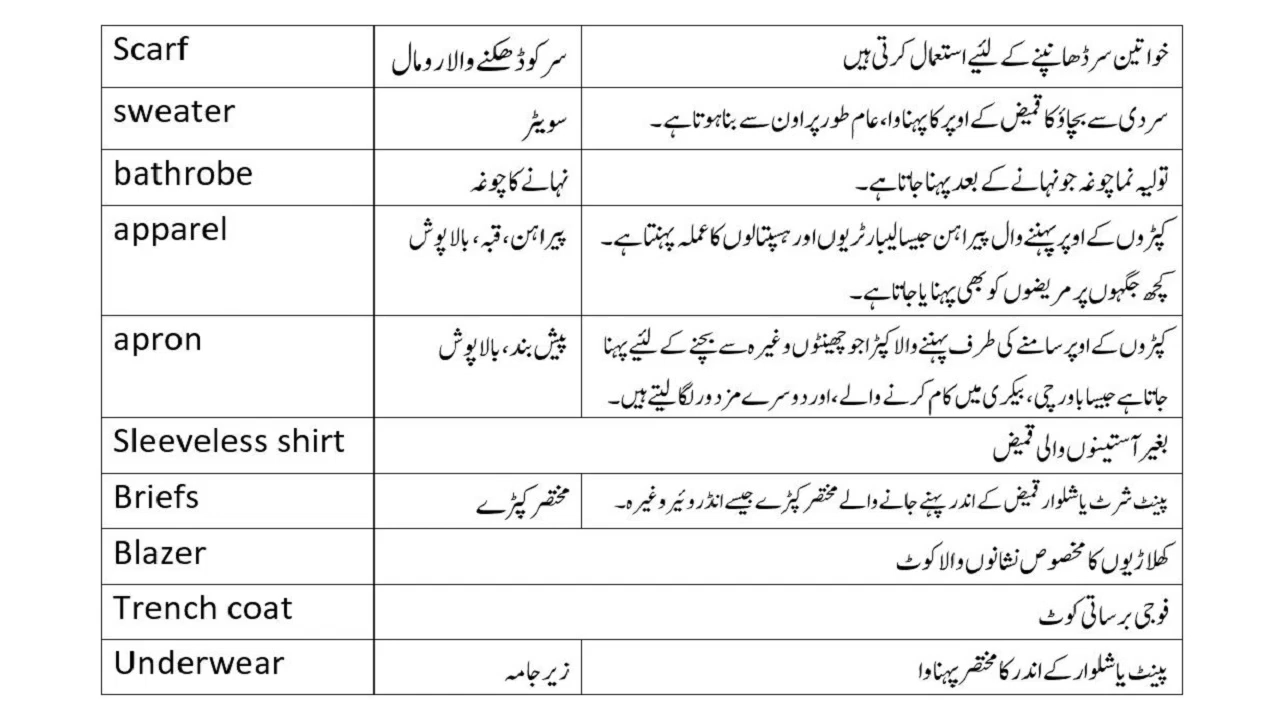 Scarf سر کو ڈھکنے والا رومال خواتین سر ڈھانپنے کے لئیے استعمال کرتی ہیں
sweater سویٹر سردی سے بچاؤ کا قمیض کے اوپر کا پہناوا، عام طور پر اون سے بنا ہوتا ہے۔
bathrobe نہانے کا چوغہ تولیہ نما چوغہ جو نہانے کے بعد پہنا جاتا ہے۔
apparel پیراہن، قبہ، بالا پوش کپڑوں کے اوپر پہننے وال پیراہن جیسا لیبارٹریوں اور ہسپتالوں کا عملہ پہنتا ہے۔
کچھ جگہوں پر مریضوں کو بھی پہنایا جاتا ہے۔
apron پیش بند، بالا پوش کپڑوں کے اوپر سامنے کی طرف پہننے والا کپڑا جو چھینٹوں وغیرہ سے بچنے کے لئیے پہنا
جاتا ہے جیسا باورچی، بیکری میں کام کرنے والے، اور دوسرے مزدور لگا لیتے ہیں۔
Sleeveless shirt بغیر آستینوں والی قمیض
Briefs مختصر کپڑے پینٹ شرٹ یا شلوار قمیض کے اندر پہنے جانے والے مختصر کپڑے جیسے انڈروئیر وغیرہ۔
Blazer کھلاڑیوں کا مخصوص نشانوں والا کوٹ
Trench coat فوجی برساتی کوٹ
Underwear زیر جامہ پینٹ یا شلوار کے اندر کا مختصر پہناوا